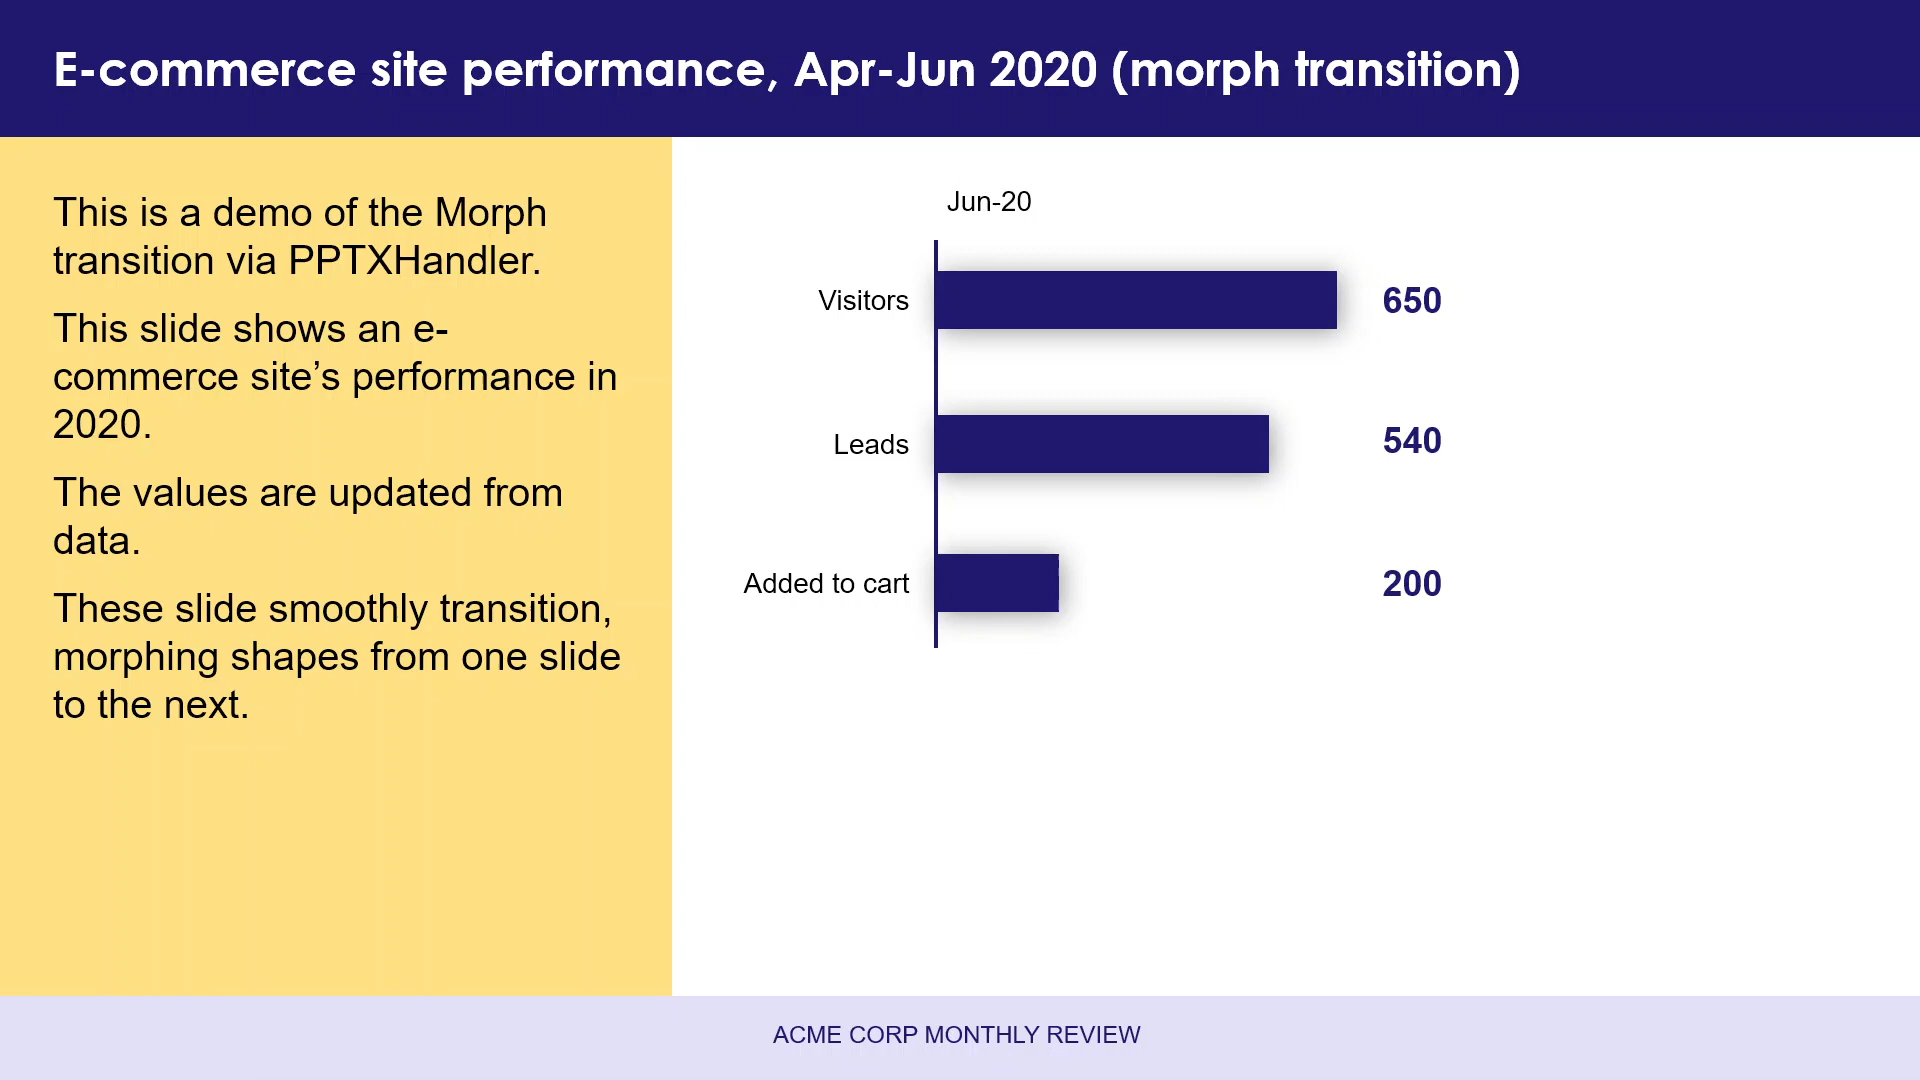 E-commerce site performance, Apr-Jun 2020 (morph transition)
This is a demo of the Morph
transition via PPTXHandler.
This slide shows an e-
commerce site’s performance in
2020.
The values are updated from
data.
These slide smoothly transition,
morphing shapes from one slide
to the next.
Jun-20
Visitors 650
Leads 540
Added to cart 200
ACME CORP MONTHLY REVIEW